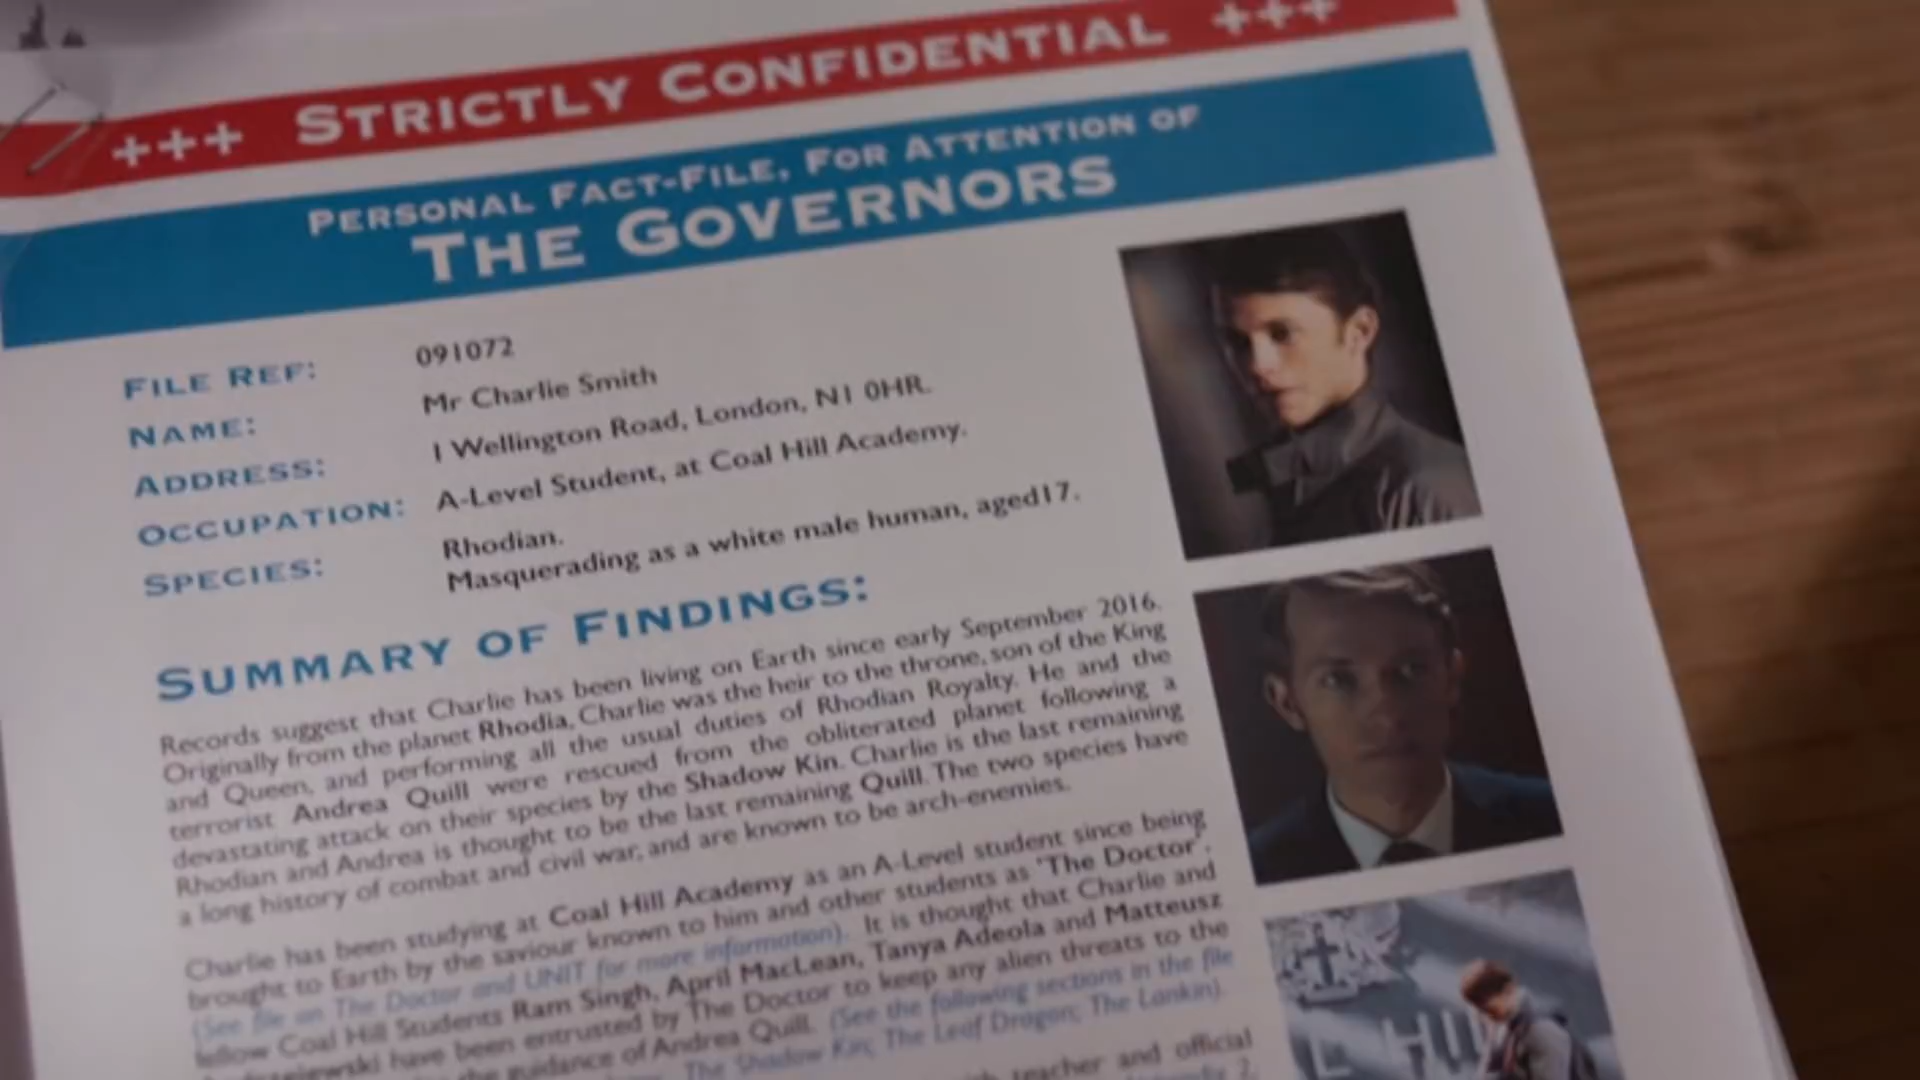 +++ STRICTLY CONFIDENTIAL +++
PERSONAL FACT-FILE, FOR ATTENTION OF
THE GOVERNORS
FILE REF: 091072
NAME: Mr Charlie Smith
ADDRESS: 1 Wellington Road, London, N1 0HR.
OCCUPATION: A-Level Student, at Coal Hill Academy.
SPECIES: Rhodian.
Masquerading as a white male human, aged17.
SUMMARY OF FINDINGS:
Records suggest that Charlie has been living on Earth since early September 2016.
Originally from the planet Rhodia, Charlie was the heir to the throne, son of the King
and Queen, and performing all the usual duties of Rhodian Royalty. He and the
terrorist Andrea Quill were rescued from the obliterated planet following a
devastating attack on their species by the Shadow Kin. Charlie is the last remaining
Rhodian and Andrea is thought to be the last remaining Quill. The two species have
a long history of combat and civil war, and are known to be arch-enemies.
Charlie has been studying at Coal Hill Academy as an A-Level student since being
brought to Earth by the saviour known to him and other students as 'The Doctor'.
(See file on The Doctor and UNIT for more information). It is thought that Charlie and
fellow Coal Hill Students Ram Singh, April MacLean, Tanya Adeola and Matteusz
have been entrusted by The Doctor to keep any alien threats to the
the guidance of Andrea Quill. (See the following sections in the file
The Shadow Kin; The Leaf Dragon; The Lankin).
teacher and official